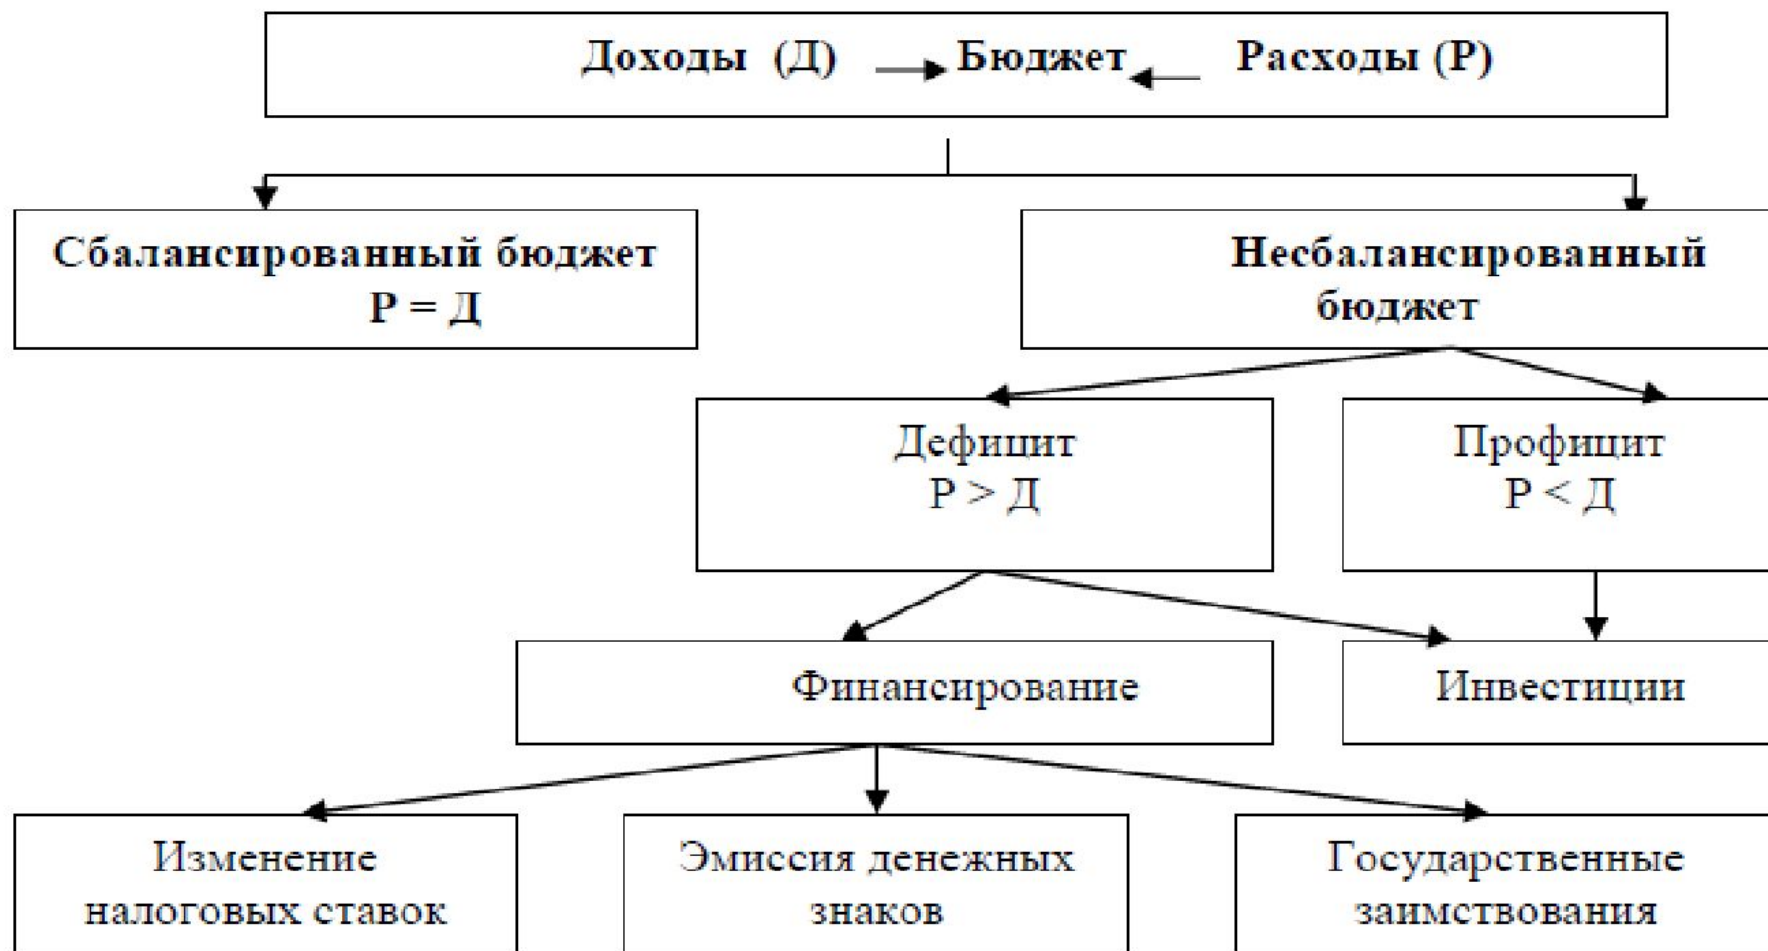 Доходы (Д) Бюджет Расходы (Р)
Сбалансированный бюджет
Р = Д
Несбалансированный
бюджет
Дефицит
Р > Д
Профицит
Р < Д
Финансирование
Инвестиции
Изменение
налоговых ставок
Эмиссия денежных
знаков
Государственные
заимствования